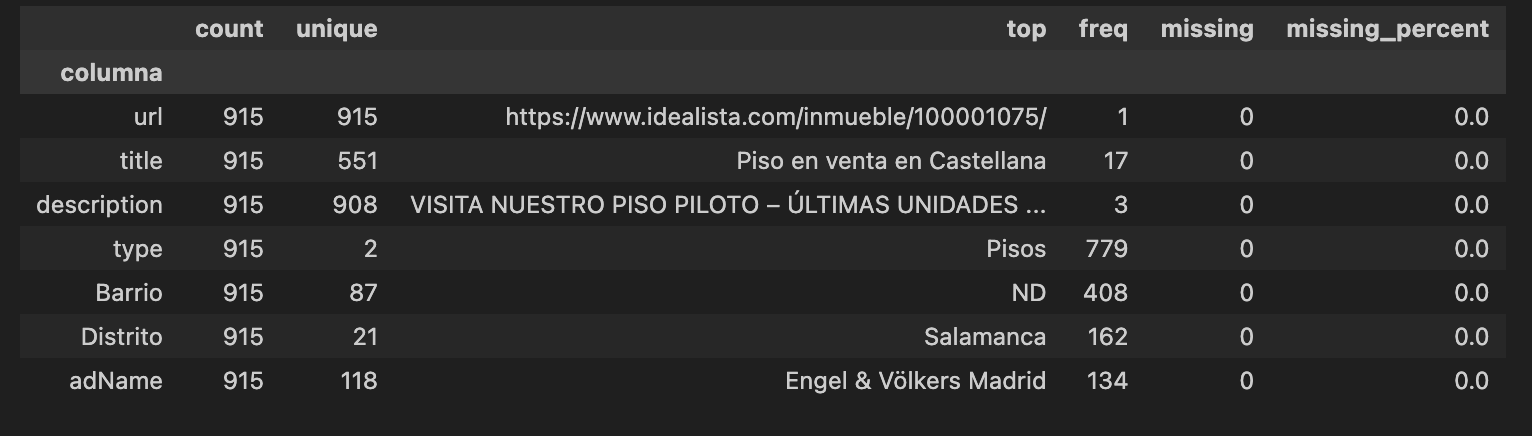 count unique top freq missing missing_percent
columna
url 915 915 https://www.idealista.com/inmueble/100001075/ 1 0 0.0
title 915 551 Piso en venta en Castellana 17 0 0.0
description 915 908 VISITA NUESTRO PISO PILOTO – ÚLTIMAS UNIDADES ... 3 0 0.0
type 915 2 Pisos 779 0 0.0
Barrio 915 87 ND 408 0 0.0
Distrito 915 21 Salamanca 162 0 0.0
adName 915 118 Engel & Völkers Madrid 134 0 0.0